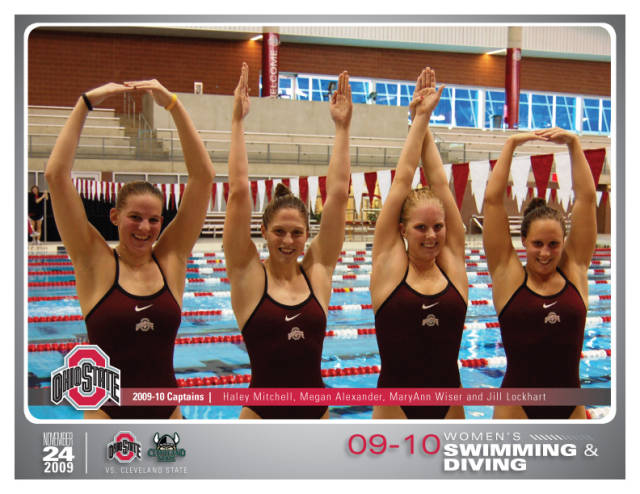 WELCOME
OHIO STATE
2009-10 Captains | Haley Mitchell, Megan Alexander, MaryAnn Wiser and Jill Lockhart
NOVEMBER
24
2009
OHIO STATE
CLEVELAND
VS. CLEVELAND STATE
09-10
WOMEN'S
SWIMMING &
DIVING